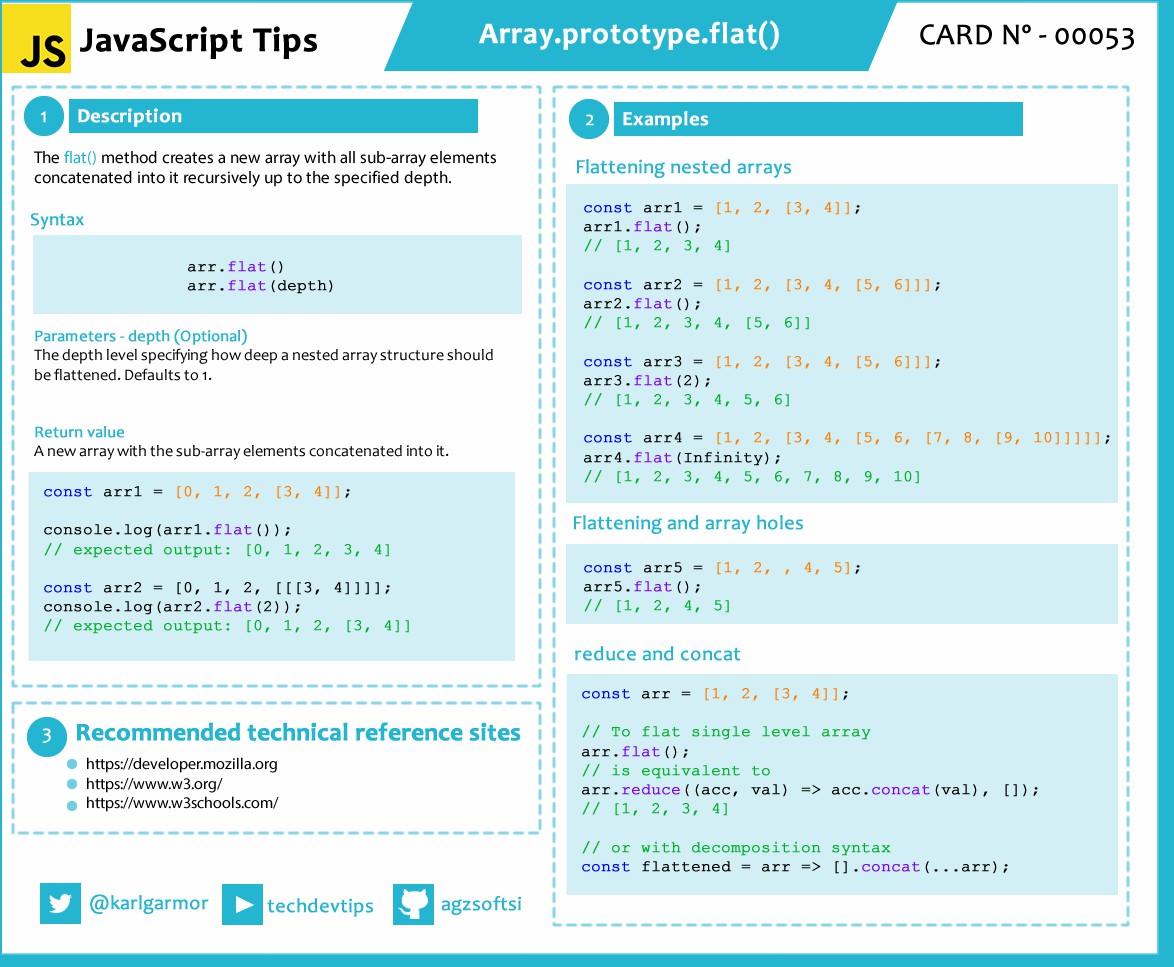 JS JavaScript Tips
Array.prototype.flat()
CARD Nº - 00053
1 Description
The flat() method creates a new array with all sub-array elements
concatenated into it recursively up to the specified depth.
Syntax
arr.flat()
arr.flat(depth)
Parameters - depth (Optional)
The depth level specifying how deep a nested array structure should
be flattened. Defaults to 1.
Return value
A new array with the sub-array elements concatenated into it.
const arr1 = [0, 1, 2, [3, 4]];
console.log(arr1.flat());
// expected output: [0, 1, 2, 3, 4]
const arr2 = [0, 1, 2, [[[3, 4]]]];
console.log(arr2.flat(2));
// expected output: [0, 1, 2, [3, 4]]
2 Examples
Flattening nested arrays
const arr1 = [1, 2, [3, 4]];
arr1.flat();
// [1, 2, 3, 4]
const arr2 = [1, 2, [3, 4, [5, 6]]];
arr2.flat();
// [1, 2, 3, 4, [5, 6]]
const arr3 = [1, 2, [3, 4, [5, 6]]];
arr3.flat(2);
// [1, 2, 3, 4, 5, 6]
const arr4 = [1, 2, [3, 4, [5, 6, [7, 8, [9, 10]]]]];
arr4.flat(Infinity);
// [1, 2, 3, 4, 5, 6, 7, 8, 9, 10]
Flattening and array holes
const arr5 = [1, 2, , 4, 5];
arr5.flat();
// [1, 2, 4, 5]
reduce and concat
const arr = [1, 2, [3, 4]];
// To flat single level array
arr.flat();
// is equivalent to
arr.reduce((acc, val) => acc.concat(val), []);
// [1, 2, 3, 4]
// or with decomposition syntax
const flattened = arr => [].concat(...arr);
3 Recommended technical reference sites
https://developer.mozilla.org
https://www.w3.org/
https://www.w3schools.com/
@karlgarmor
techdevtips
agzsoftsi